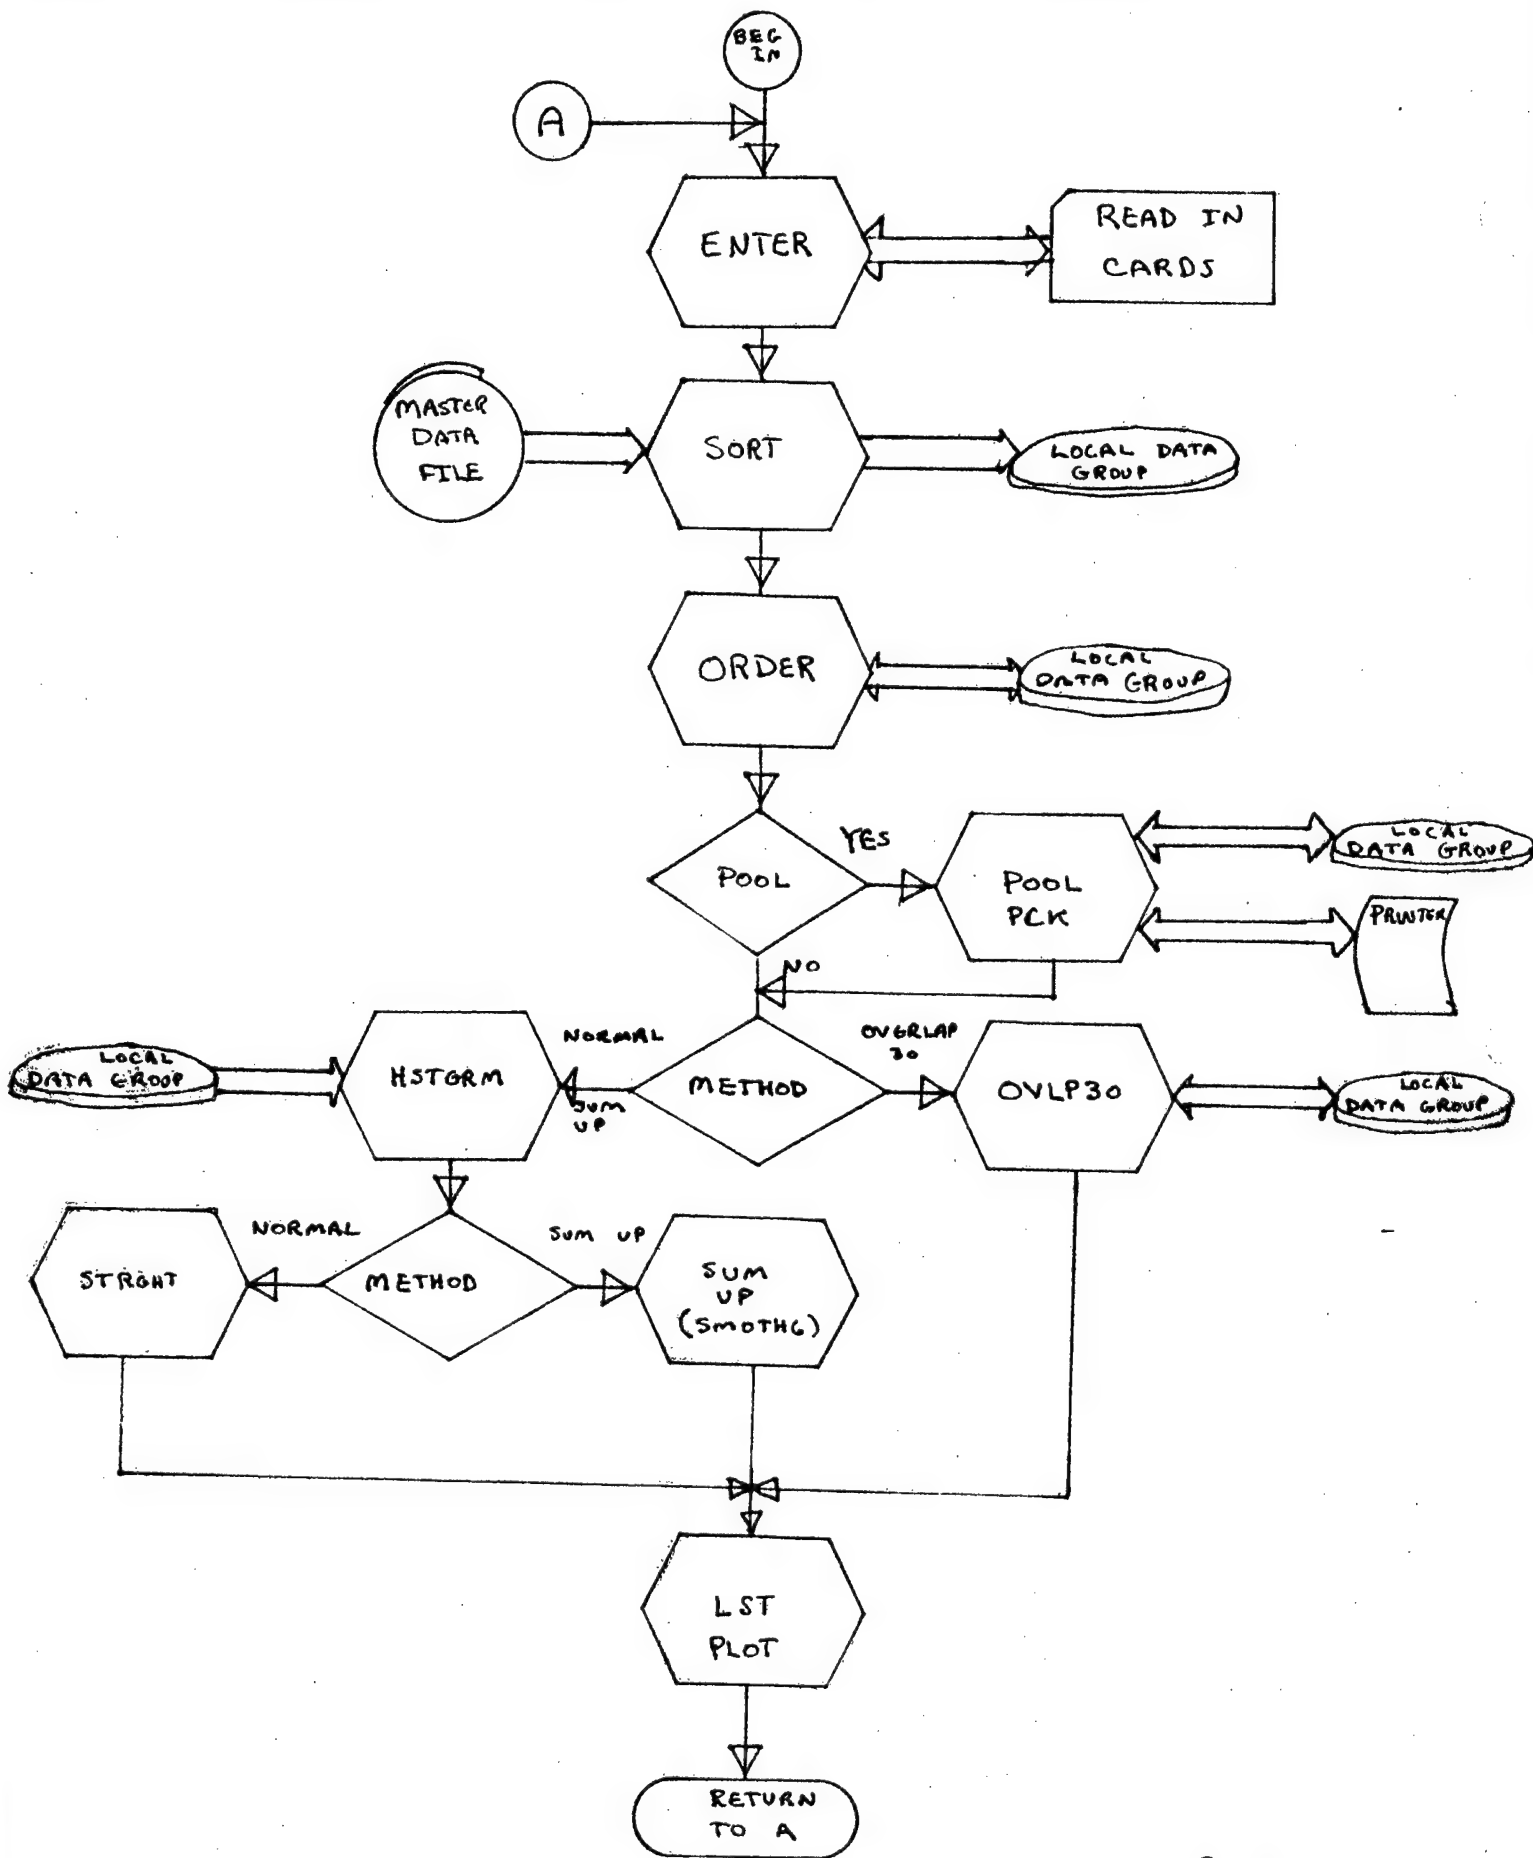 BEG
IN
A
ENTER
READ IN
CARDS
MASTER
DATA
FILE
SORT
LOCAL DATA
GROUP
ORDER
LOCAL
DATA GROUP
POOL
YES
POOL
PCK
LOCAL
DATA GROUP
PRINTER
NO
LOCAL
DATA GROUP
HSTGRM
NORMAL
SUM
UP
METHOD
OVERLAP
30
OVLP30
LOCAL
DATA GROUP
STRGHT
NORMAL
METHOD
SUM UP
SUM
UP
(SMOTHG)
LST
PLOT
RETURN
TO A